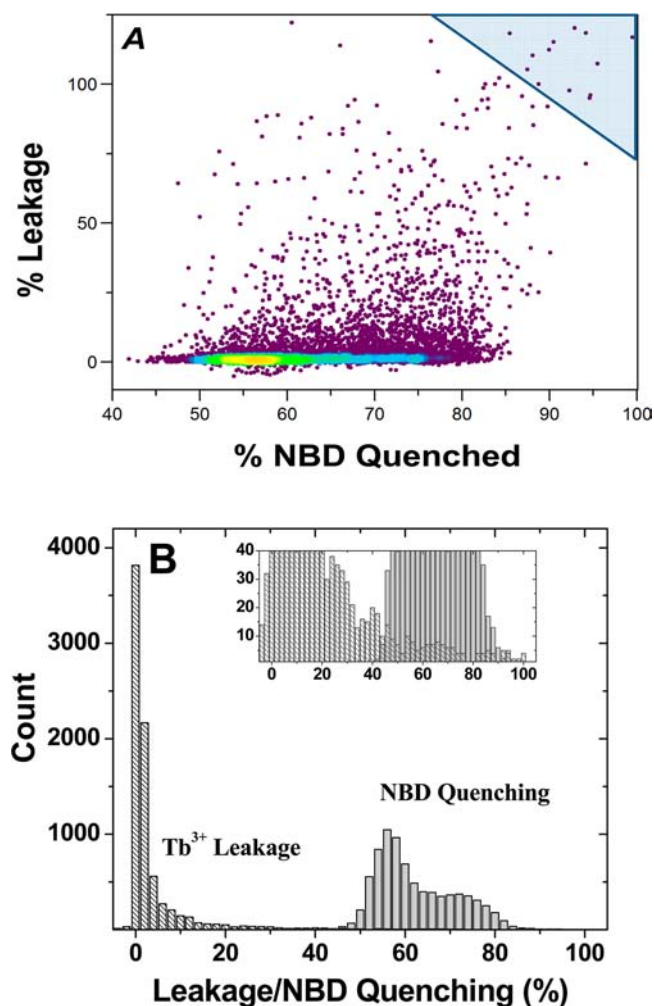 A
100
50
0
% Leakage
40 50 60 70 80 90 100
% NBD Quenched
B
4000
3000
2000
1000
Count
40
30
20
10
0 20 40 60 80 100
NBD Quenching
Tb³⁺ Leakage
0 20 40 60 80 100
Leakage/NBD Quenching (%)